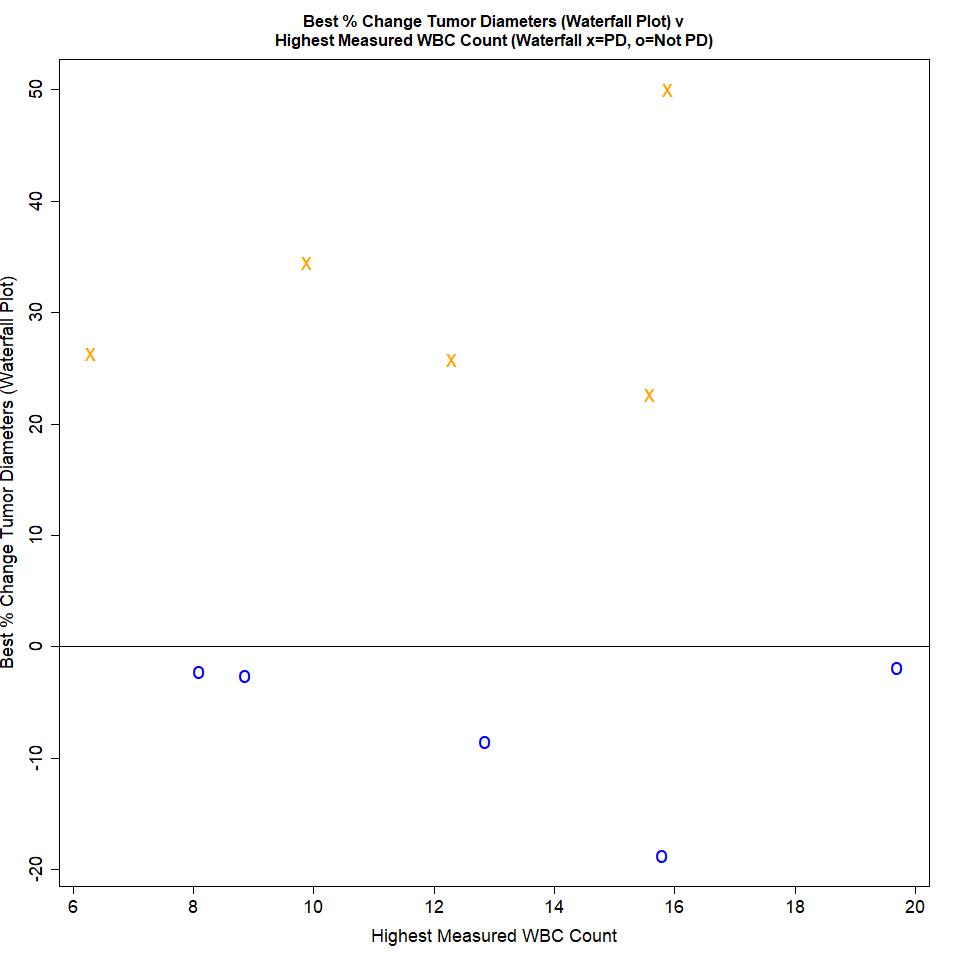 Best % Change Tumor Diameters (Waterfall Plot) v
Highest Measured WBC Count (Waterfall x=PD, o=Not PD)
Best % Change Tumor Diameters (Waterfall Plot)
50
40
30
20
10
0
-10
-20
X
X
X
X
X
O
O
O
O
O
6 8 10 12 14 16 18 20
Highest Measured WBC Count